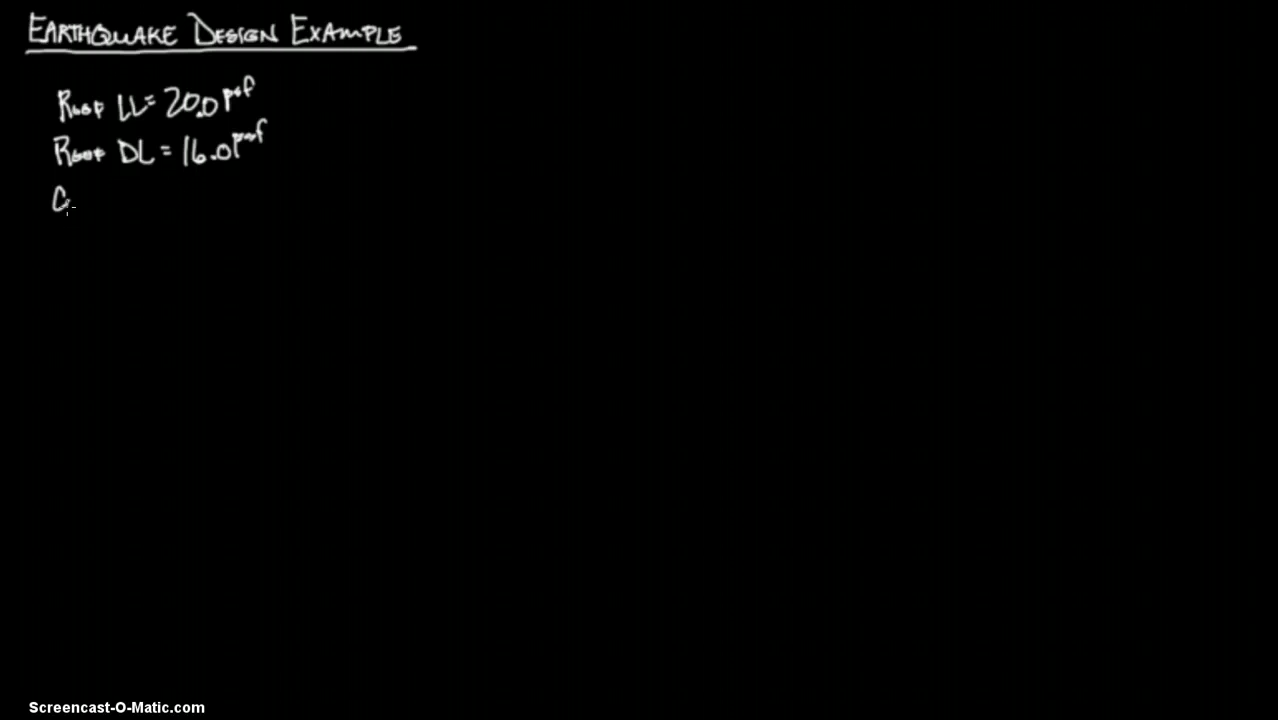 EARTHQUAKE DESIGN EXAMPLE
ROOF LL = 20.0 psf
ROOF DL = 16.0 psf
C
Screencast-O-Matic.com